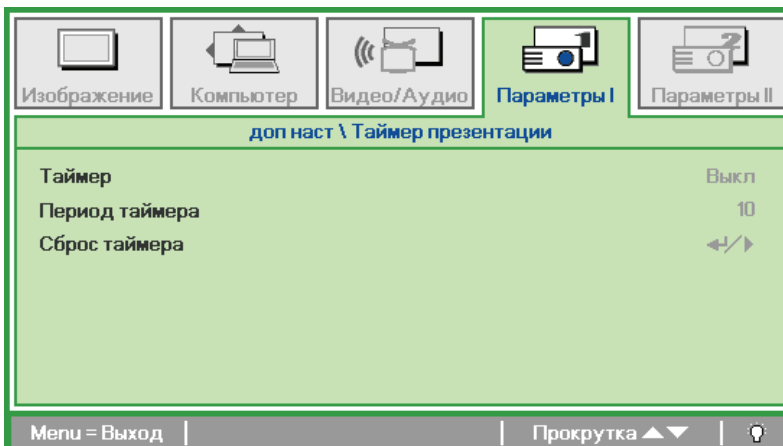 Изображение
Компьютер
Видео/Аудио
Параметры I
Параметры II
доп наст \ Таймер презентации
Таймер Выкл
Период таймера 10
Сброс таймера
Menu = Выход Прокрутка